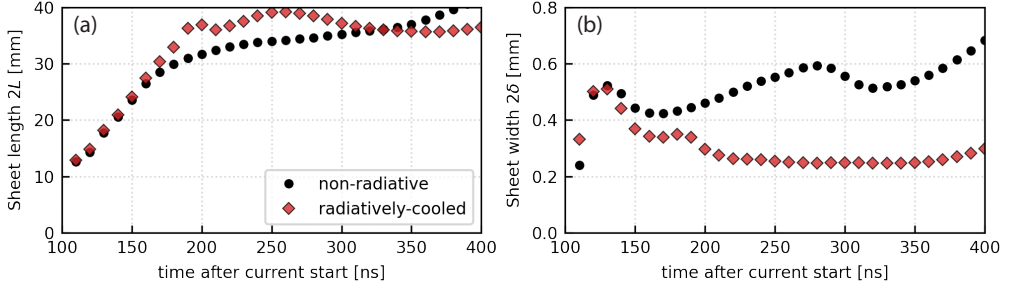 (a)
Sheet length 2L [mm]
40
30
20
10
0
non-radiative
radiatively-cooled
100 150 200 250 300 350 400
time after current start [ns]
(b)
Sheet width 2δ [mm]
0.8
0.6
0.4
0.2
0.0
100 150 200 250 300 350 400
time after current start [ns]